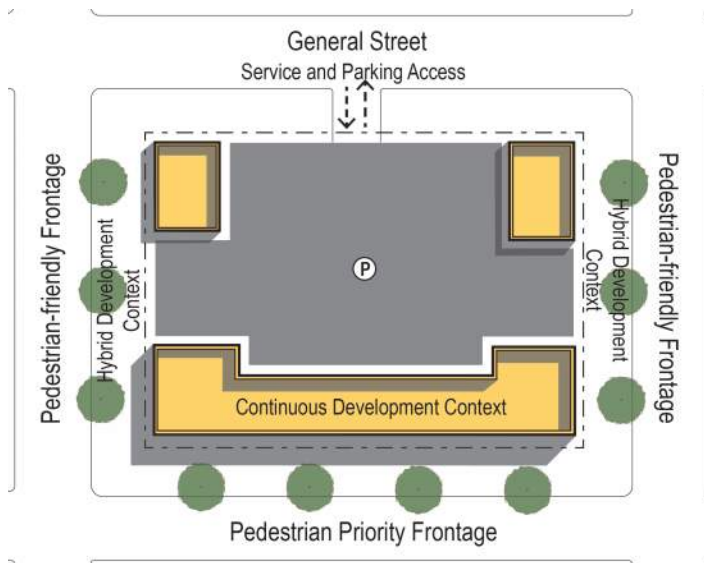 General Street
Service and Parking Access
Pedestrian-friendly Frontage
Hybrid Development
Context
P
Context
Hybrid Development
Pedestrian-friendly Frontage
Continuous Development Context
Pedestrian Priority Frontage